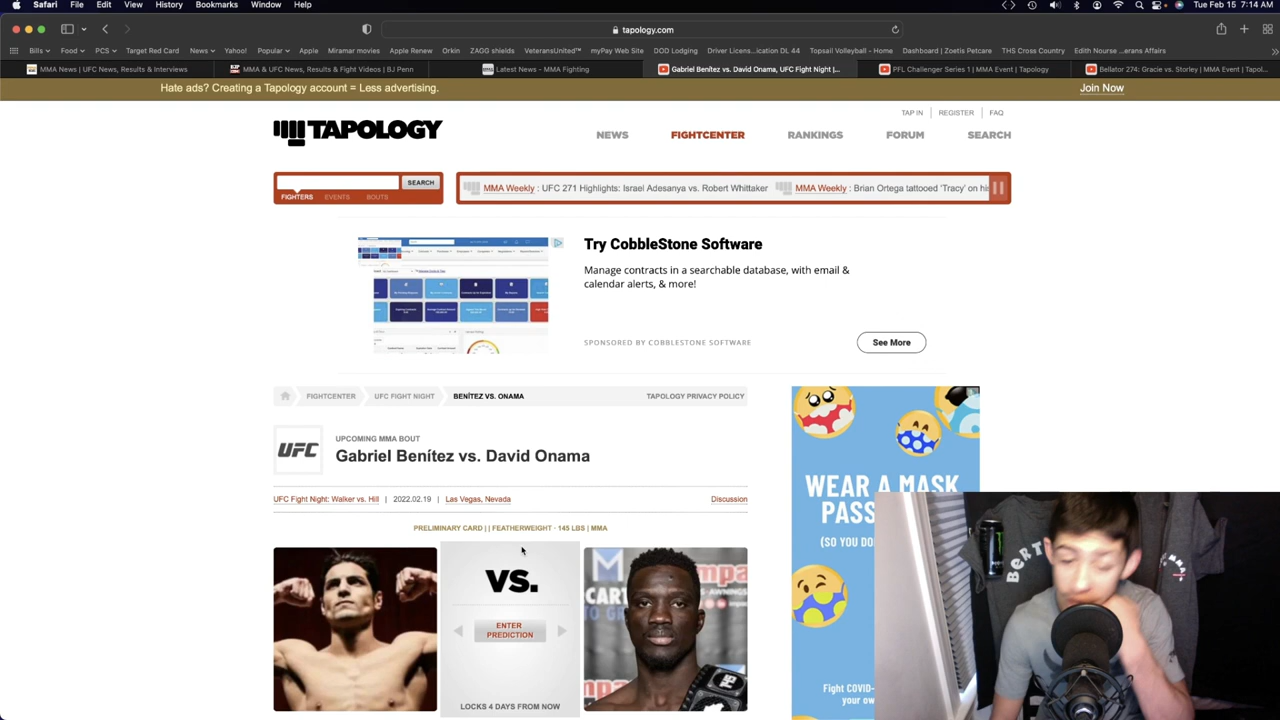 Safari File Edit View History Bookmarks Window Help Tue Feb 15 7:14 AM
tapology.com
Bills Food PCS Target Red Card News Yahoo! Popular Apple Miramar movies Apple Renew Orkin ZAGG shields VeteransUnited™ myPay Web Site DOD Lodging Driver Licens...ication DL 44 Topsail Volleyball - Home Dashboard | Zoetis Petcare THS Cross Country Edith Nourse ...erans Affairs
MMA News | UFC News, Results & Interviews MMA & UFC News, Results & Fight Videos | BJ Penn Latest News - MMA Fighting Gabriel Benítez vs. David Onama, UFC Fight Night |... PFL Challenger Series 1 | MMA Event | Tapology Bellator 274: Gracie vs. Storley | MMA Event | Tapol...
Hate ads? Creating a Tapology account = Less advertising. Join Now
TAP IN | REGISTER | FAQ
TAPOLOGY NEWS FIGHTCENTER RANKINGS FORUM SEARCH
SEARCH MMA Weekly : UFC 271 Highlights: Israel Adesanya vs. Robert Whittaker MMA Weekly : Brian Ortega tattooed 'Tracy' on his
FIGHTERS EVENTS BOUTS
Try CobbleStone Software
Manage contracts in a searchable database, with email &
calendar alerts, & more!
SPONSORED BY COBBLESTONE SOFTWARE See More
FIGHTCENTER UFC FIGHT NIGHT BENÍTEZ VS. ONAMA TAPOLOGY PRIVACY POLICY
UFC
UPCOMING MMA BOUT
Gabriel Benítez vs. David Onama
UFC Fight Night: Walker vs. Hill | 2022.02.19 | Las Vegas, Nevada Discussion
PRELIMINARY CARD | | FEATHERWEIGHT · 145 LBS | MMA
VS.
ENTER
PREDICTION
LOCKS 4 DAYS FROM NOW
WEAR A MASK
PASS
(SO YOU DO
Fight COVID-
your ow
BERT